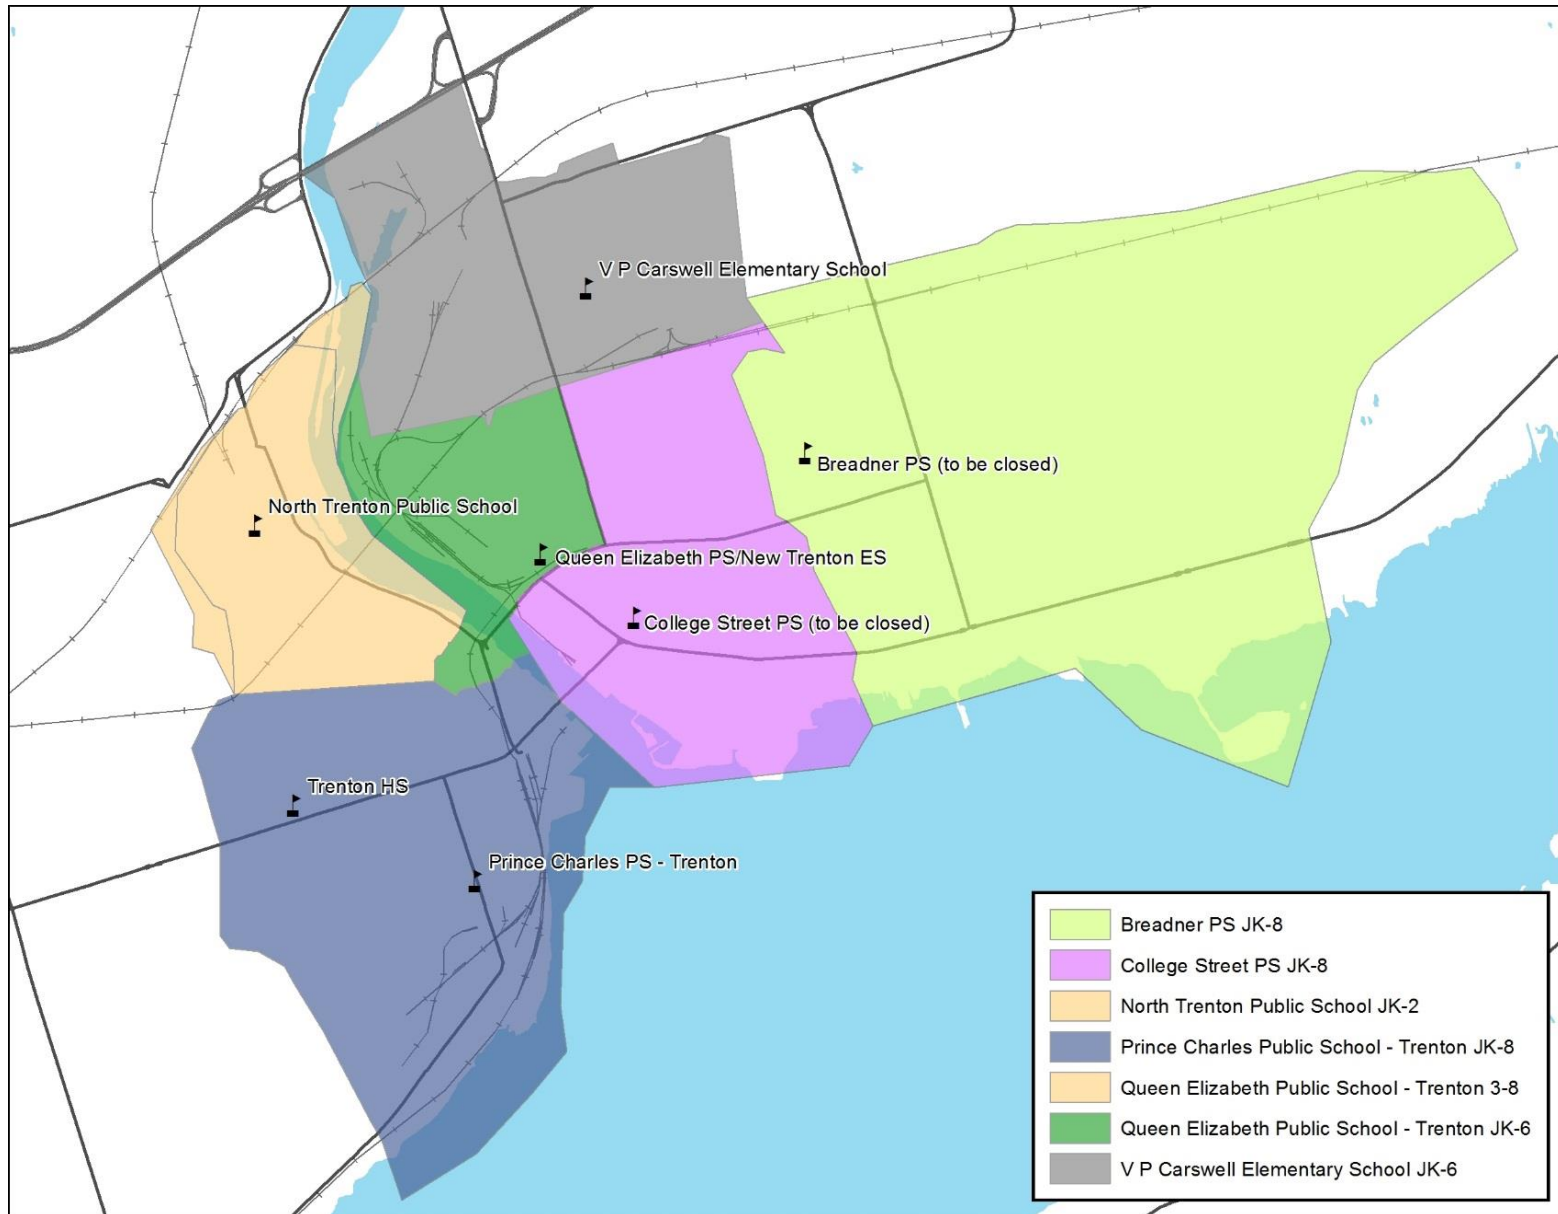 V P Carswell Elementary School
Breadner PS (to be closed)
North Trenton Public School
Queen Elizabeth PS/New Trenton ES
College Street PS (to be closed)
Trenton HS
Prince Charles PS - Trenton
Breadner PS JK-8
College Street PS JK-8
North Trenton Public School JK-2
Prince Charles Public School - Trenton JK-8
Queen Elizabeth Public School - Trenton 3-8
Queen Elizabeth Public School - Trenton JK-6
V P Carswell Elementary School JK-6